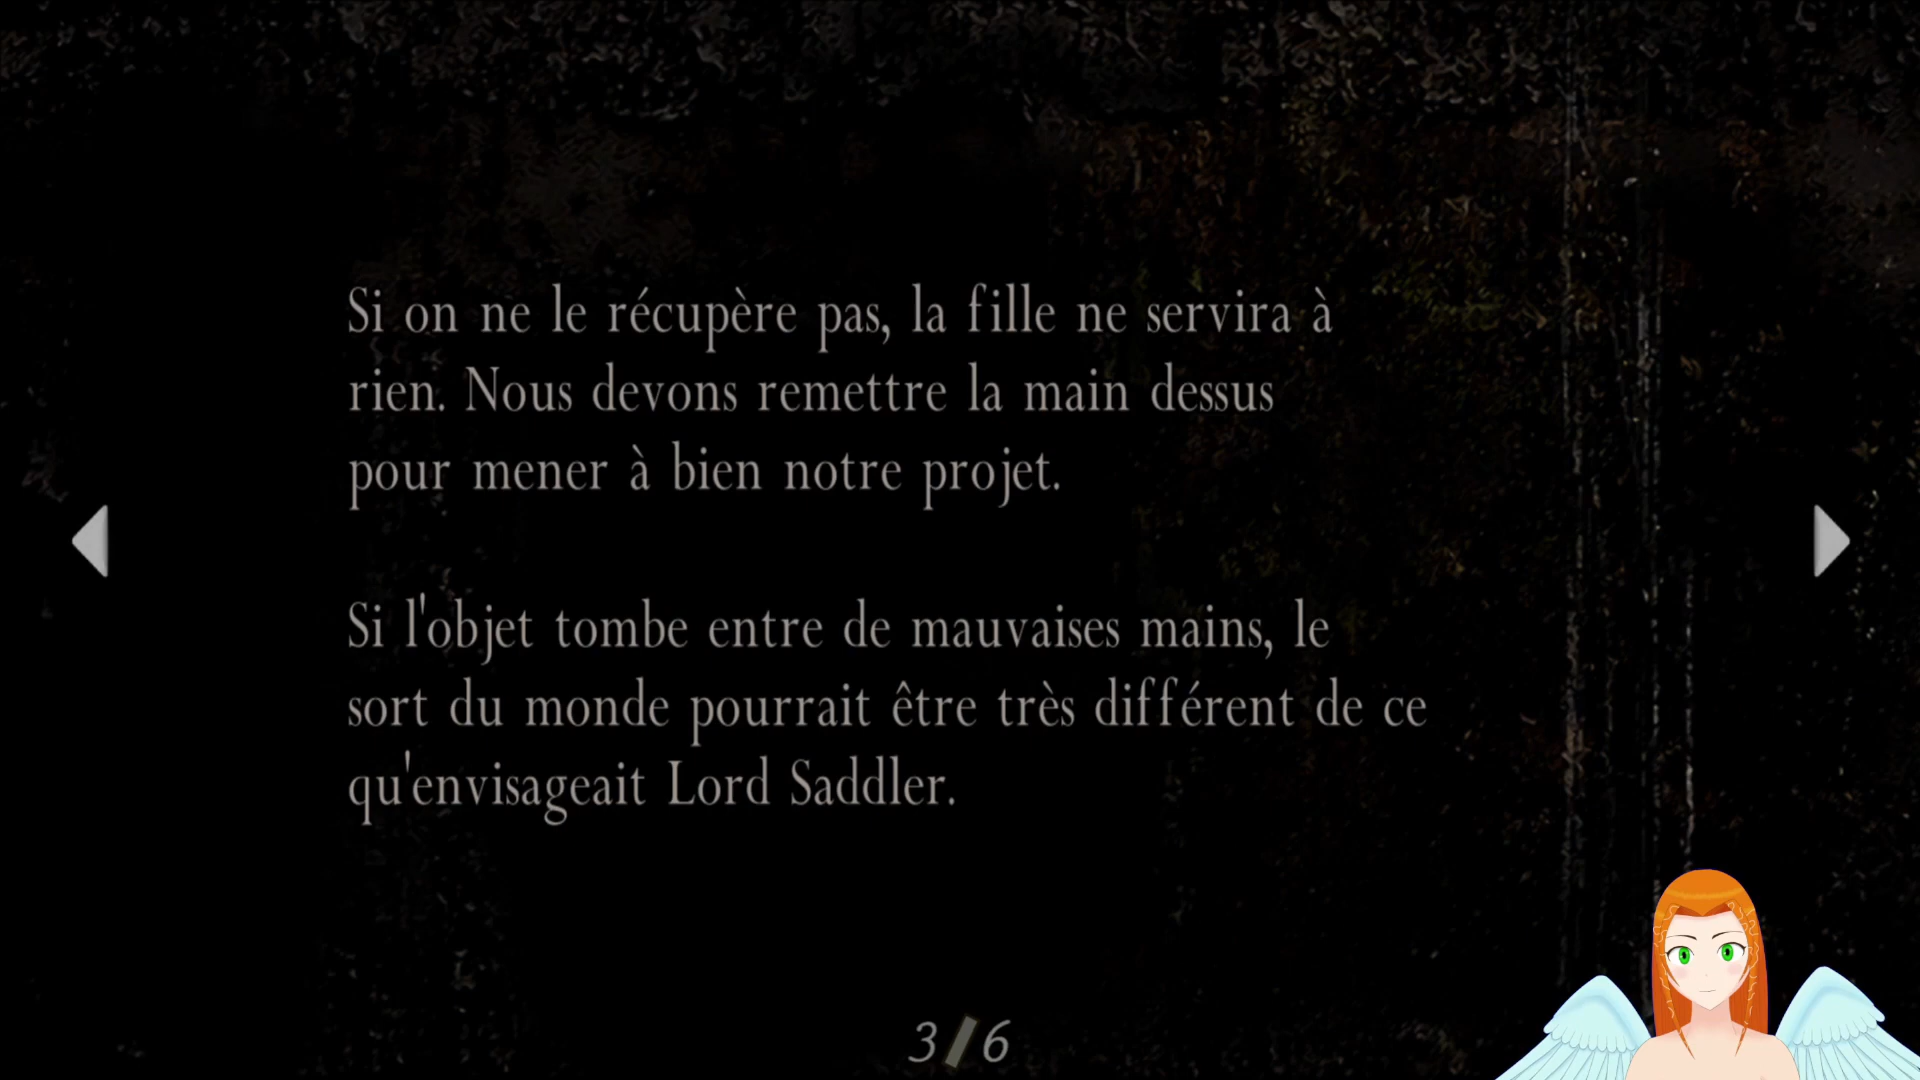 Si on ne le récupère pas, la fille ne servira à
rien. Nous devons remettre la main dessus
pour mener à bien notre projet.
Si l'objet tombe entre de mauvaises mains, le
sort du monde pourrait être très différent de ce
qu'envisageait Lord Saddler.
3/6